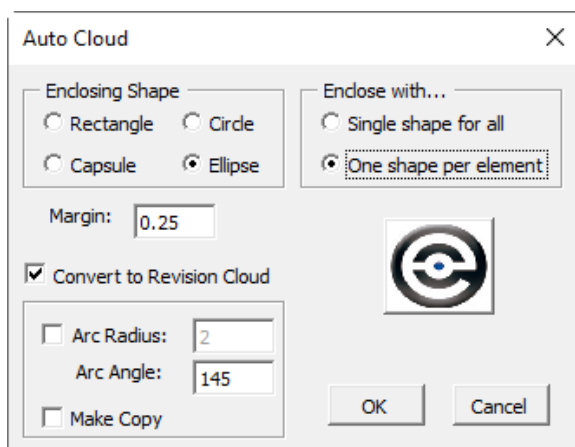 Auto Cloud
Enclosing Shape
Rectangle
Circle
Capsule
Ellipse
Enclose with...
Single shape for all
One shape per element
Margin:
0.25
Convert to Revision Cloud
Arc Radius:
2
Arc Angle:
145
Make Copy
OK
Cancel